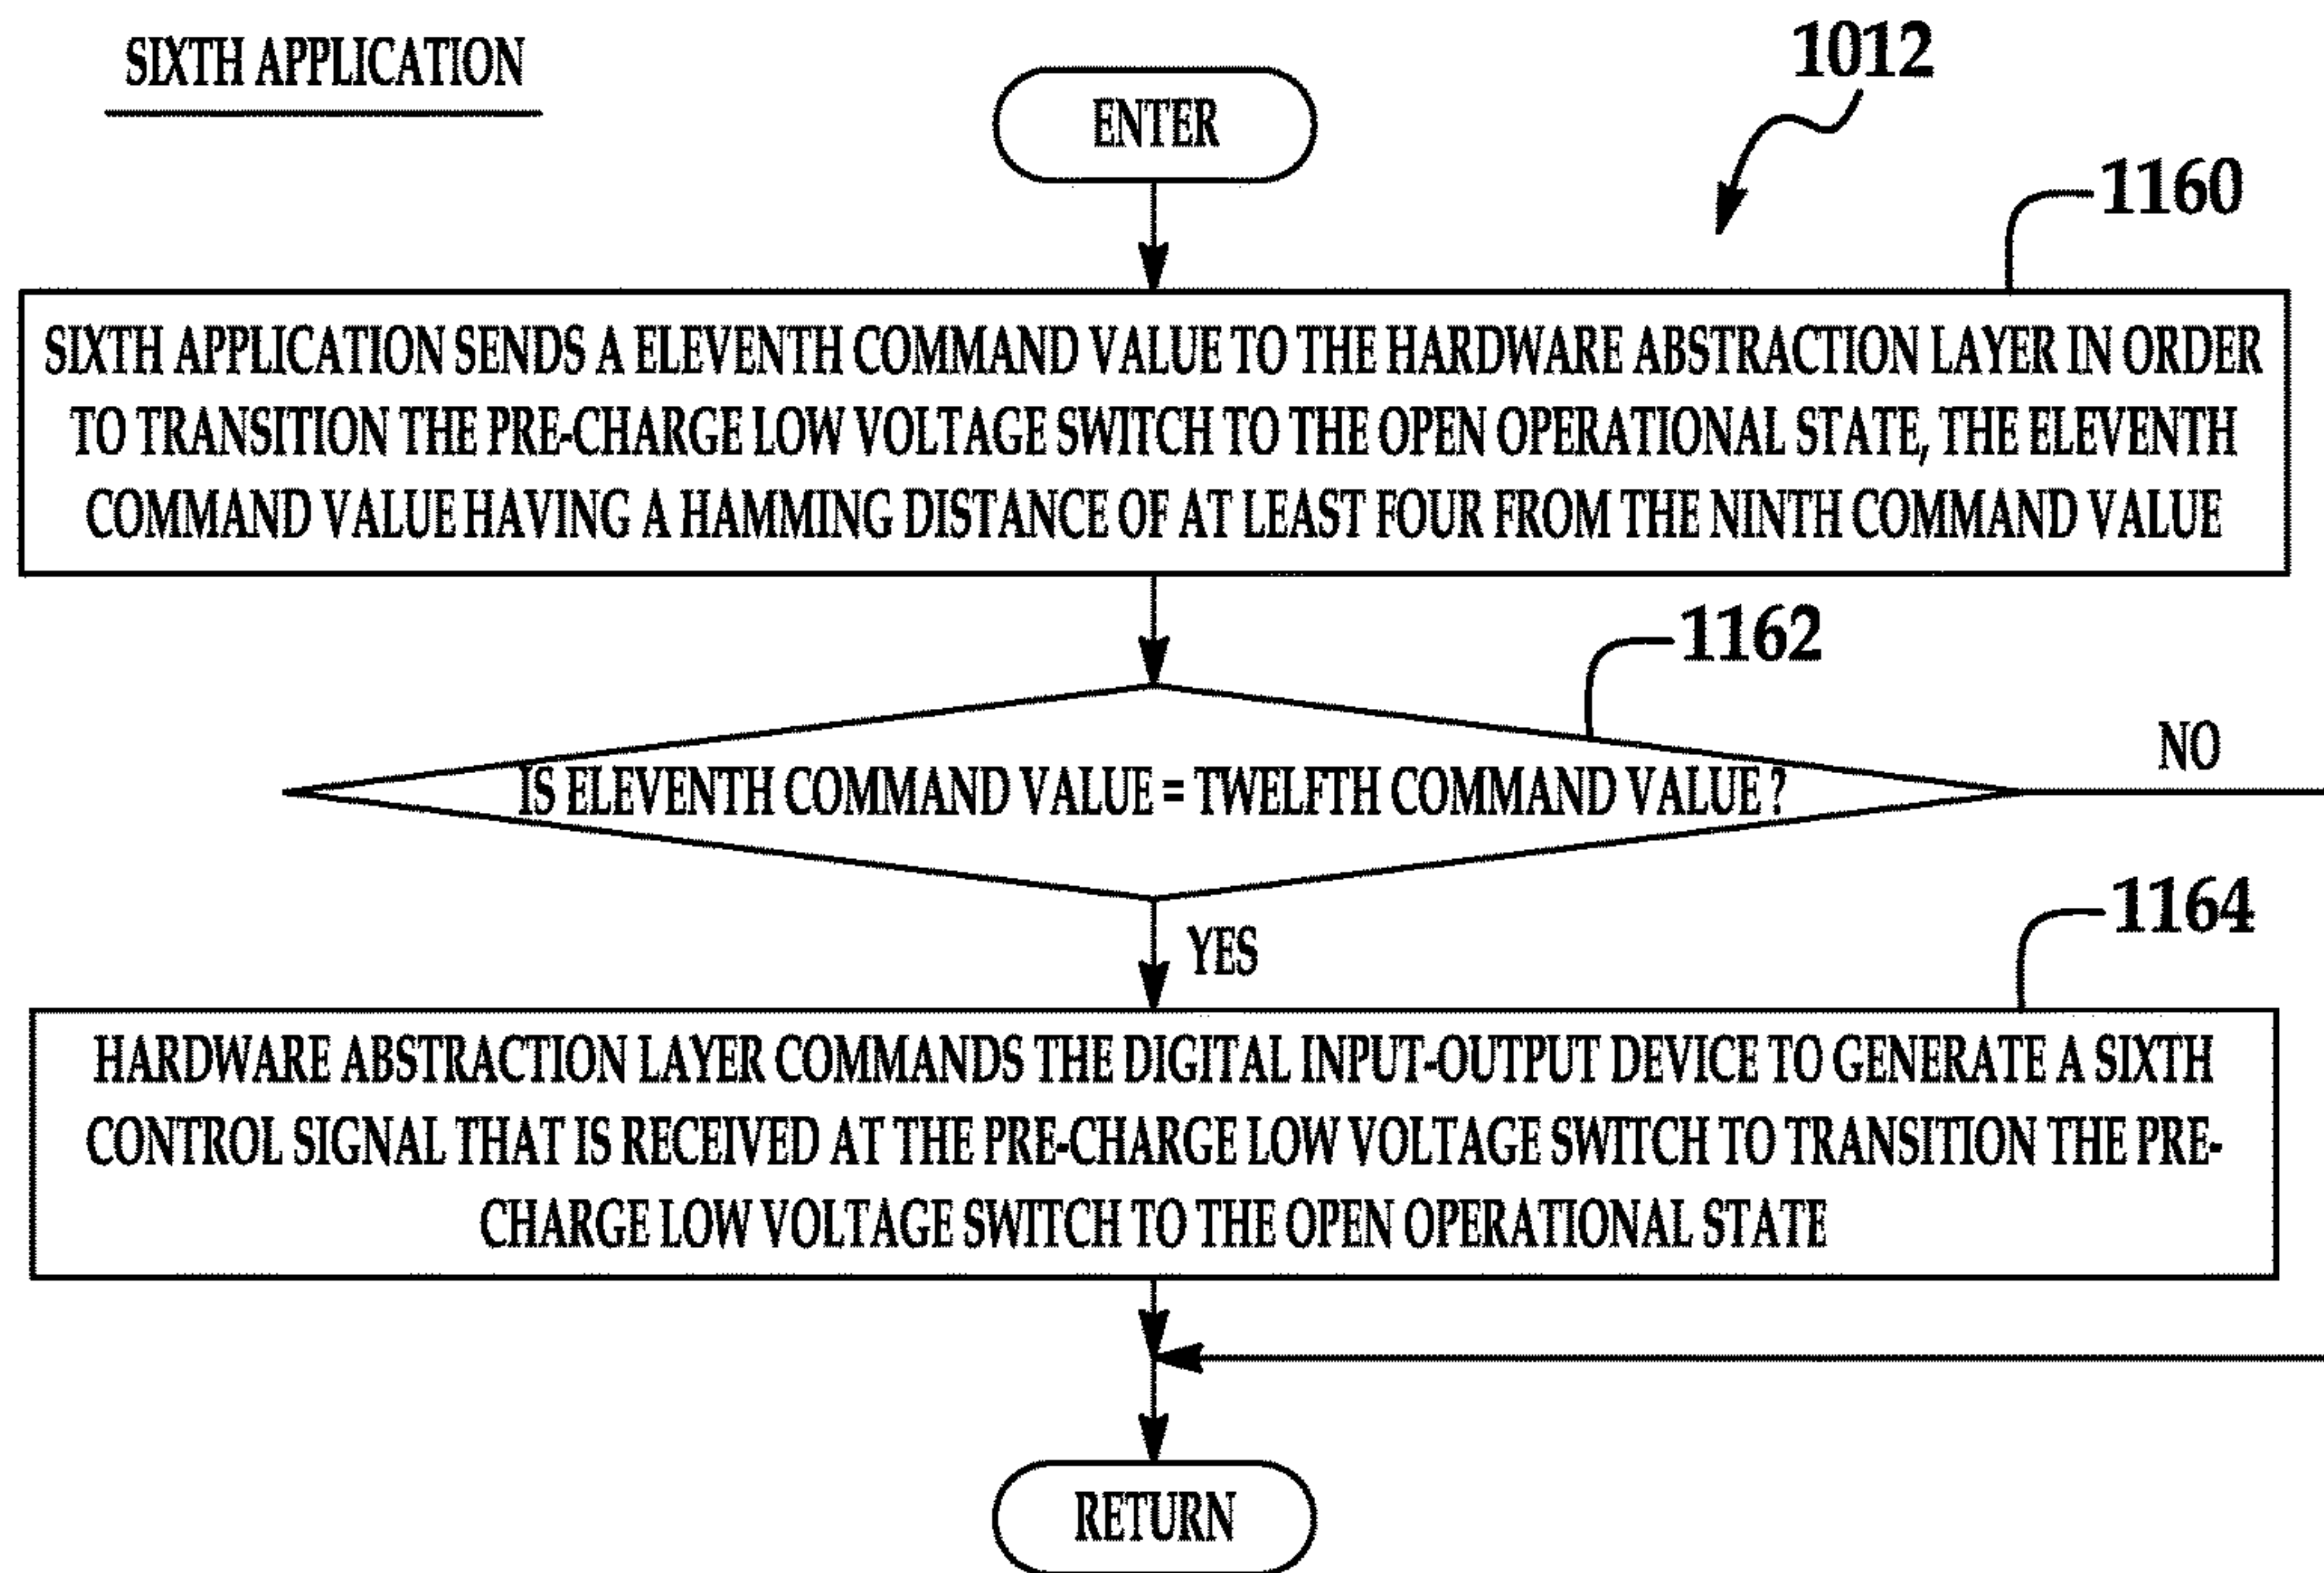 SIXTH APPLICATION
1012
ENTER
1160
SIXTH APPLICATION SENDS A ELEVENTH COMMAND VALUE TO THE HARDWARE ABSTRACTION LAYER IN ORDER
TO TRANSITION THE PRE-CHARGE LOW VOLTAGE SWITCH TO THE OPEN OPERATIONAL STATE, THE ELEVENTH
COMMAND VALUE HAVING A HAMMING DISTANCE OF AT LEAST FOUR FROM THE NINTH COMMAND VALUE
1162
NO
IS ELEVENTH COMMAND VALUE = TWELFTH COMMAND VALUE ?
1164
YES
HARDWARE ABSTRACTION LAYER COMMANDS THE DIGITAL INPUT-OUTPUT DEVICE TO GENERATE A SIXTH
CONTROL SIGNAL THAT IS RECEIVED AT THE PRE-CHARGE LOW VOLTAGE SWITCH TO TRANSITION THE PRE-
CHARGE LOW VOLTAGE SWITCH TO THE OPEN OPERATIONAL STATE
RETURN